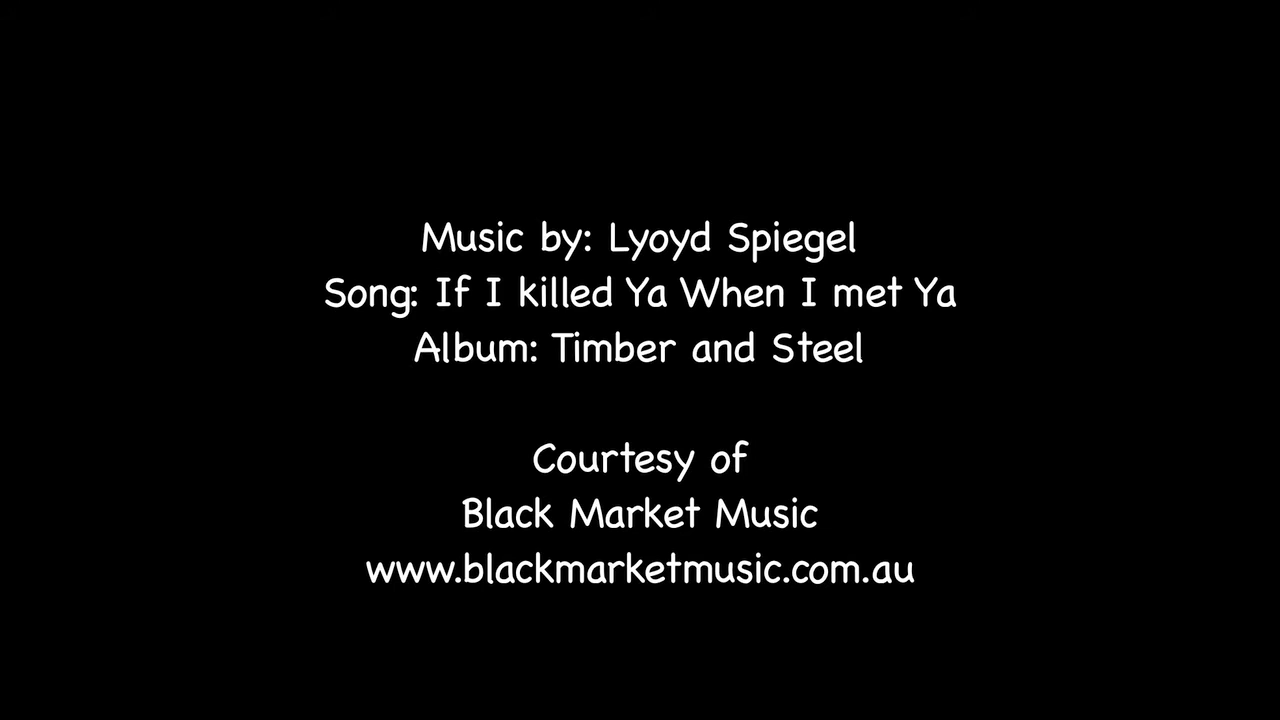 Music by: Lyoyd Spiegel
Song: If I killed Ya When I met Ya
Album: Timber and Steel
Courtesy of
Black Market Music
www.blackmarketmusic.com.au